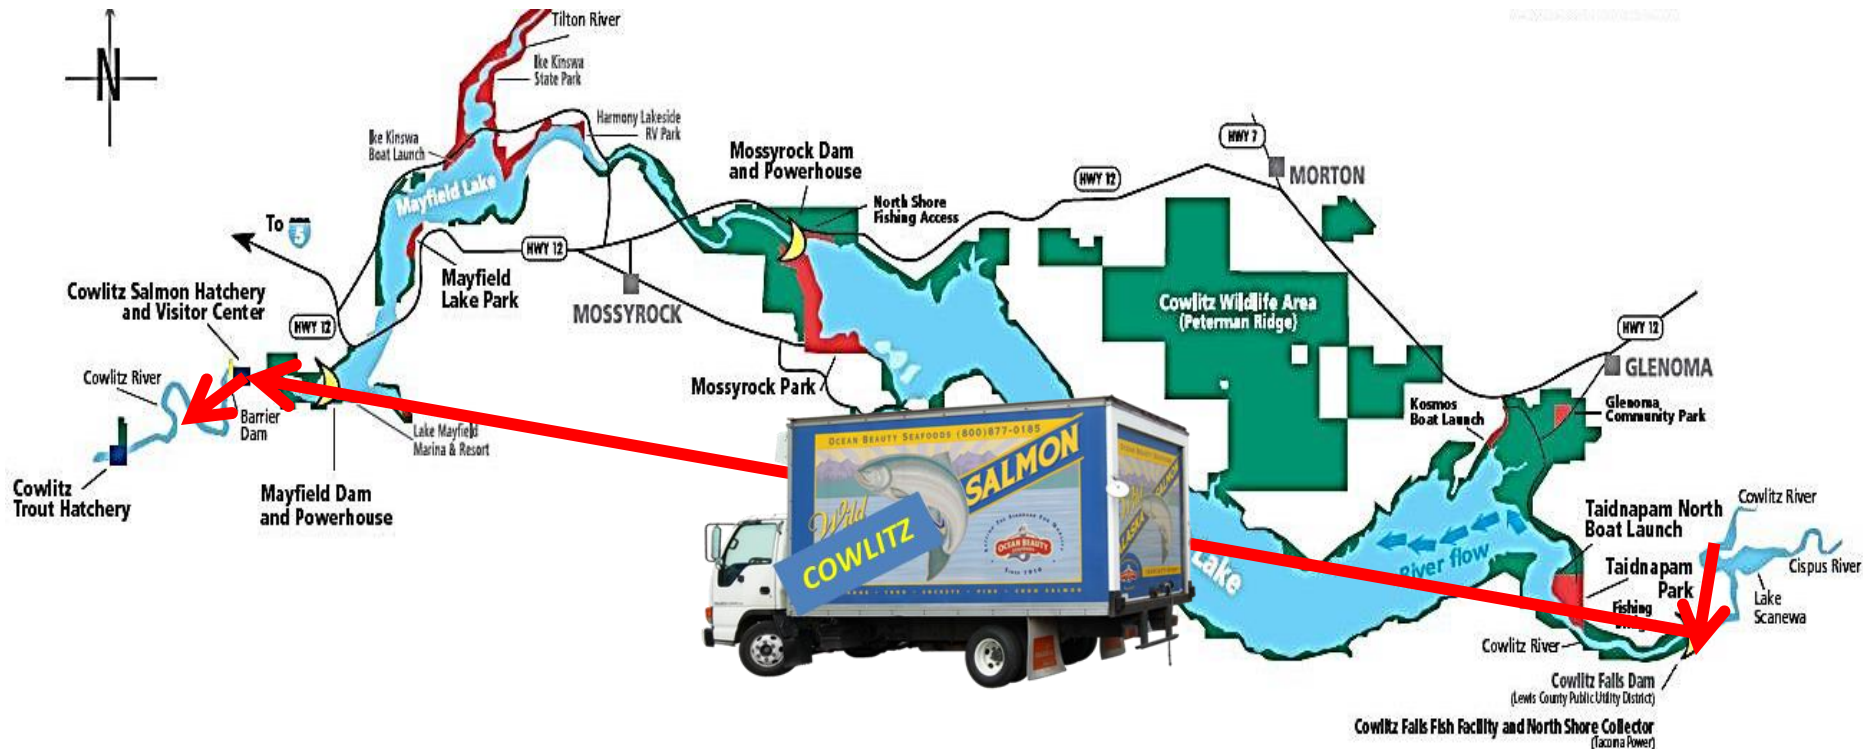 Tilton River
Ike Kinswa
State Park
Harmony Lakeside
RV Park
Ike Kinswa
Boat Launch
N
Mayfield Lake
Mossyrock Dam
and Powerhouse
North Shore
Fishing Access
HWY 7
MORTON
HWY 12
To 5
HWY 12
Mayfield
Lake Park
MOSSYROCK
Cowlitz Salmon Hatchery
and Visitor Center
HWY 12
Cowlitz River
Barrier
Dam
Lake Mayfield
Marina & Resort
Cowlitz
Trout Hatchery
Mayfield Dam
and Powerhouse
Mossyrock Park
Cowlitz Wildlife Area
(Peterman Ridge)
HWY 12
GLENOMA
Glenoma
Community Park
Kosmos
Boat Launch
OCEAN BEAUTY SEAFOODS (800)877-0185
Wild
SALMON
COWLITZ
OCEAN BEAUTY
OCEAN BEAUTY SEAFOODS
SALMON
Lake
River flow
Taidnapam North
Boat Launch
Taidnapam
Park
Fishing
Cowlitz River
Cispus River
Lake
Scanewa
Cowlitz River
Cowlitz Falls Dam
(Lewis County Public Utility District)
Cowlitz Falls Fish Facility and North Shore Collector
(Tacoma Power)